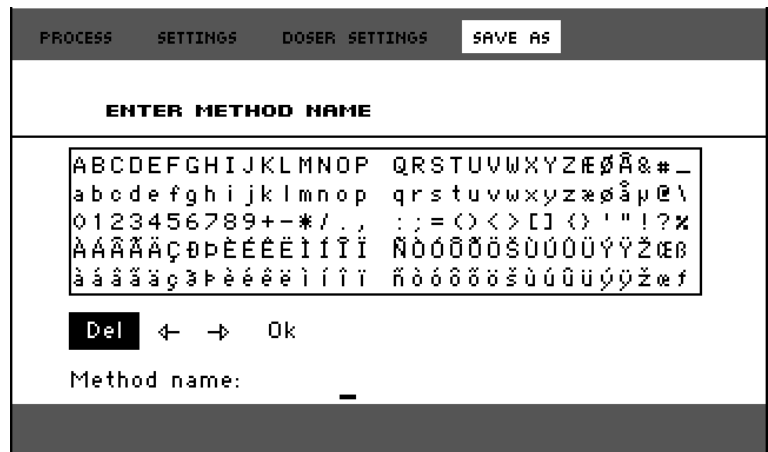 PROCESS SETTINGS DOSER SETTINGS SAVE AS
ENTER METHOD NAME
ABCDEFGHIJKLMNOP QRSTUVWXYZÆØÅ&#_
abcdefghijklmnop qrstuvwxyzæøåµ@\
0123456789+-*/., :;=()<>[]{}'"!?%
ÀÁÂÃÄÇÐÞÈÉÊËÌÍÎÏ ÑÒÓÔÕÖŠÙÚÛÜÝŸŽŒß
àáâãäçðþèéêëìíîï ñòóôõöšùúûüýÿžœƒ
Del ← → Ok
Method name: